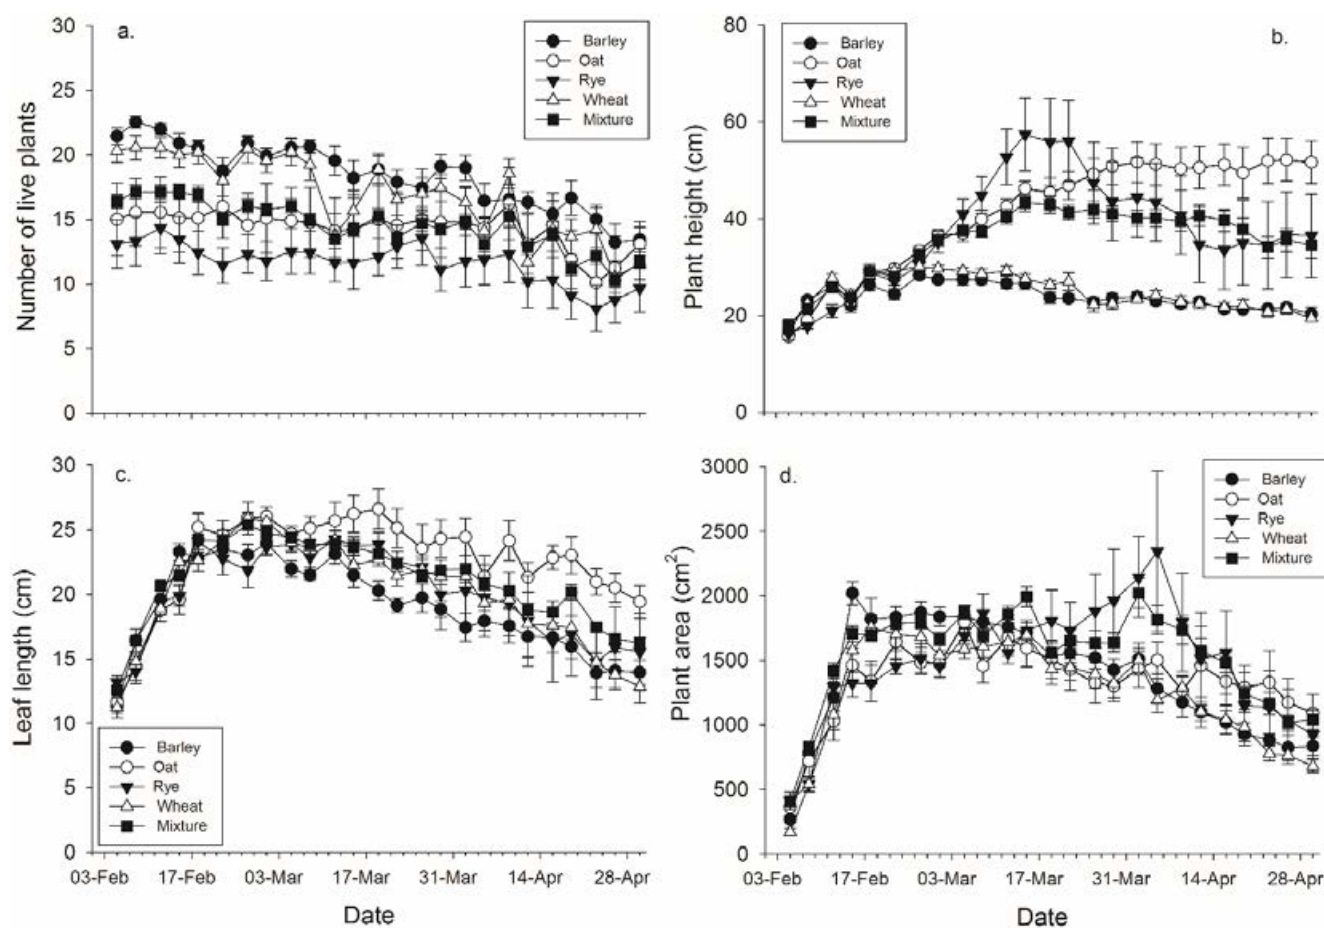 a.
Number of live plants
30
25
20
15
10
5
0
Barley
Oat
Rye
Wheat
Mixture
b.
Plant height (cm)
80
60
40
20
0
Barley
Oat
Rye
Wheat
Mixture
c.
Leaf length (cm)
30
25
20
15
10
0
Barley
Oat
Rye
Wheat
Mixture
03-Feb 17-Feb 03-Mar 17-Mar 31-Mar 14-Apr 28-Apr
Date
d.
Plant area (cm²)
3000
2500
2000
1500
1000
500
0
Barley
Oat
Rye
Wheat
Mixture
03-Feb 17-Feb 03-Mar 17-Mar 31-Mar 14-Apr 28-Apr
Date